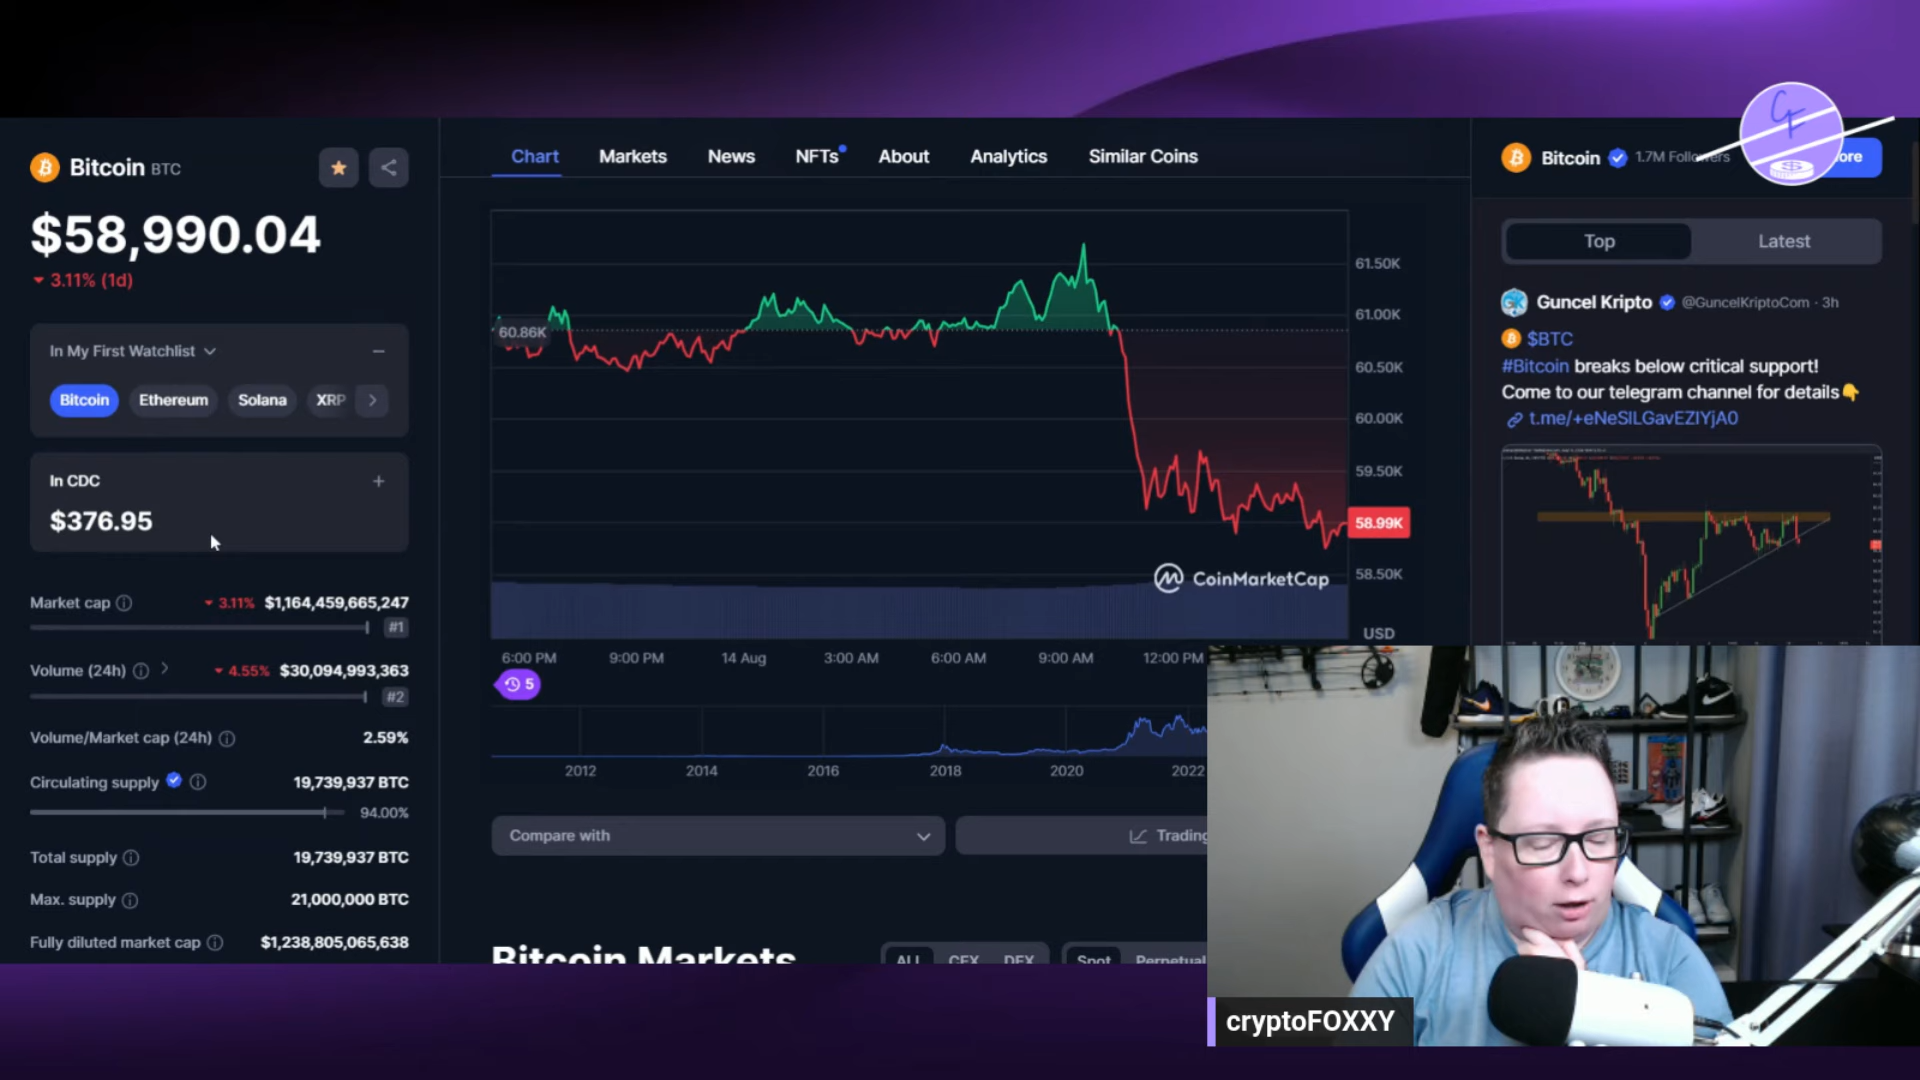 Bitcoin BTC
$58,990.04
3.11% (1d)
In My First Watchlist
Bitcoin Ethereum Solana XRP
In CDC
$376.95
Market cap 3.11% $1,164,459,665,247
#1
Volume (24h) 4.55% $30,094,993,363
#2
Volume/Market cap (24h) 2.59%
Circulating supply 19,739,937 BTC
94.00%
Total supply 19,739,937 BTC
Max. supply 21,000,000 BTC
Fully diluted market cap $1,238,805,065,638
Chart Markets News NFTs About Analytics Similar Coins
61.50K
61.00K
60.86K
60.50K
60.00K
59.50K
58.99K
58.50K
CoinMarketCap
USD
6:00 PM 9:00 PM 14 Aug 3:00 AM 6:00 AM 9:00 AM 12:00 PM
5
2012 2014 2016 2018 2020 2022
Compare with
Trading
Bitcoin Markets ALL CEX DEX Spot Perpetual
Bitcoin 1.7M Followers
Top Latest
Guncel Kripto @GuncelKriptoCom · 3h
$BTC
#Bitcoin breaks below critical support!
Come to our telegram channel for details
t.me/+eNeSlLGavEZIYjA0
cryptoFOXXY